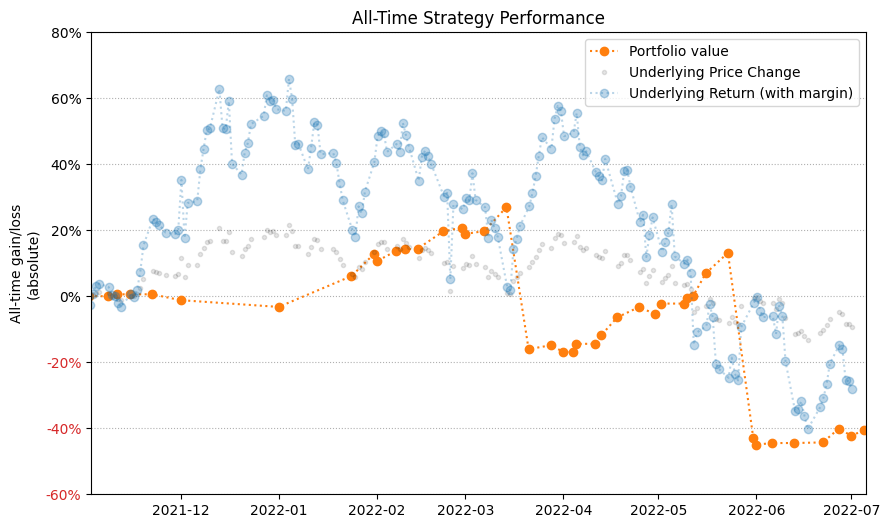 All-Time Strategy Performance
80%
60%
40%
20%
0%
-20%
-40%
-60%
All-time gain/loss
(absolute)
Portfolio value
Underlying Price Change
Underlying Return (with margin)
2021-12
2022-01
2022-02
2022-03
2022-04
2022-05
2022-06
2022-07